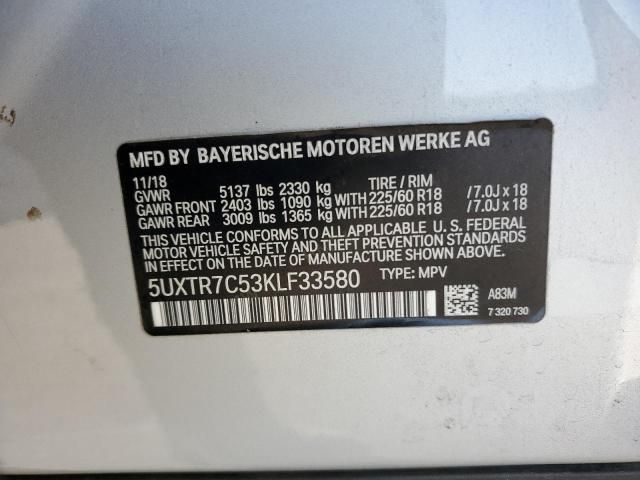 MFD BY BAYERISCHE MOTOREN WERKE AG
11/18 TIRE / RIM
GVWR 5137 lbs 2330 kg
GAWR FRONT 2403 lbs 1090 kg WITH 225/60 R18 /7.0J x 18
GAWR REAR 3009 lbs 1365 kg WITH 225/60 R18 /7.0J x 18
THIS VEHICLE CONFORMS TO ALL APPLICABLE U. S. FEDERAL
MOTOR VEHICLE SAFETY, BUMPER, AND THEFT PREVENTION
STANDARDS IN EFFECT ON THE DATE OF MANUFACTURE SHOWN ABOVE.
5UXTR7C53KLF33580 TYPE: MPV
A83M
7 320 730